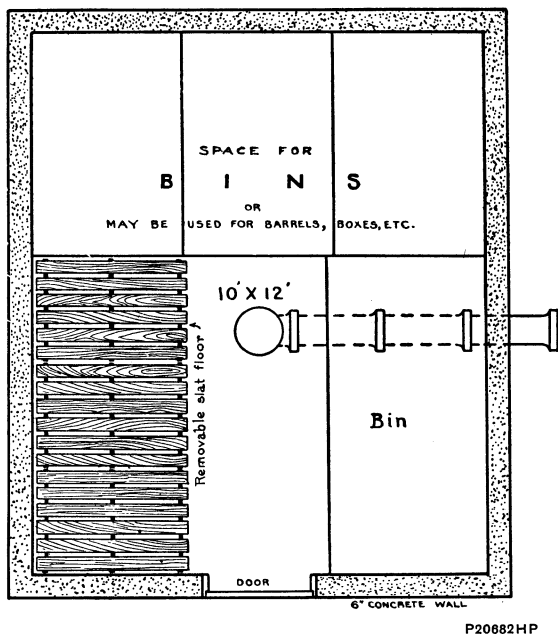 SPACE FOR
BINS
OR
MAY BE USED FOR BARRELS, BOXES, ETC.
10' X 12'
Removable slat floor
Bin
DOOR
6" CONCRETE WALL
P20682HP